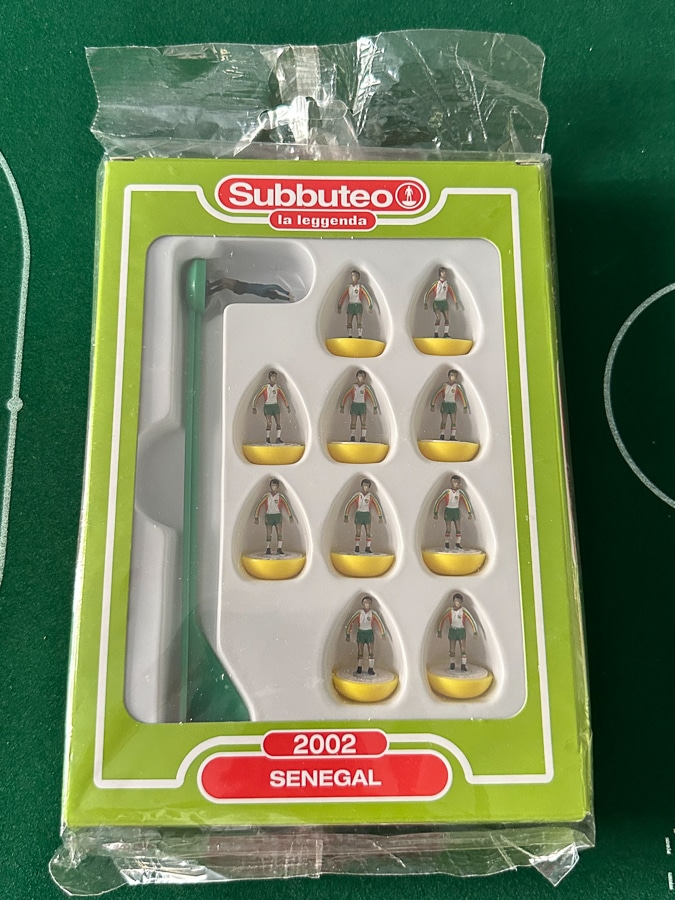 Subbuteo
la leggenda
2002
SENEGAL